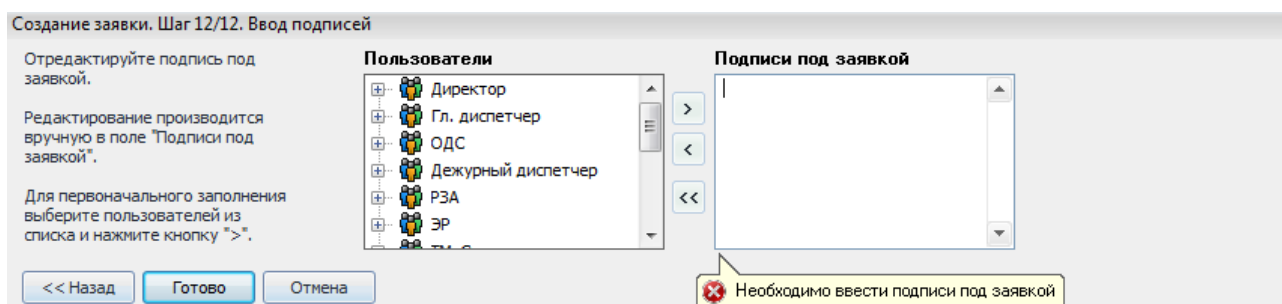 Создание заявки. Шаг 12/12. Ввод подписей
Отредактируйте подпись под
заявкой.
Редактирование производится
вручную в поле "Подписи под
заявкой".
Для первоначального заполнения
выберите пользователей из
списка и нажмите кнопку ">".
Пользователи
Директор
Гл. диспетчер
ОДС
Дежурный диспетчер
РЗА
ЭР
>
<
<<
Подписи под заявкой
<< Назад
Готово
Отмена
Необходимо ввести подписи под заявкой